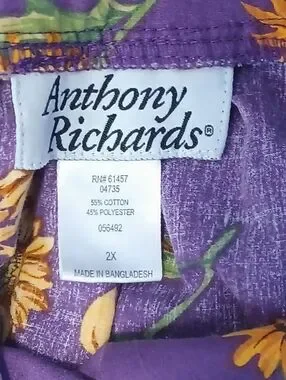 Anthony
Richards®
RN# 61457
04735
55% COTTON
45% POLYESTER
056492
2X
MADE IN BANGLADESH